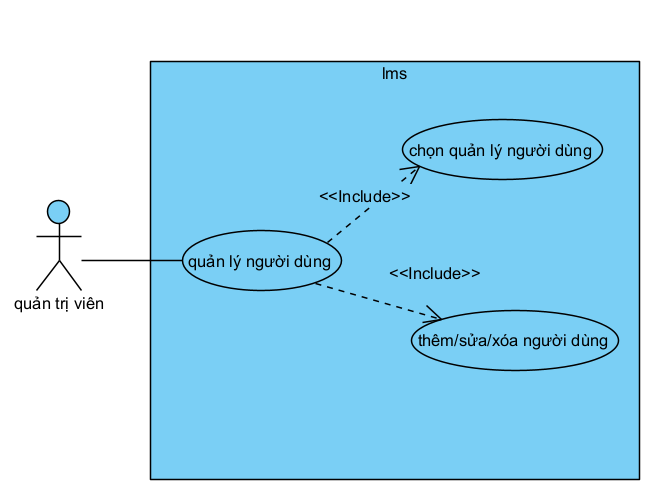 lms
chọn quản lý người dùng
<<Include>>
quản lý người dùng
<<Include>>
quản trị viên
thêm/sửa/xóa người dùng